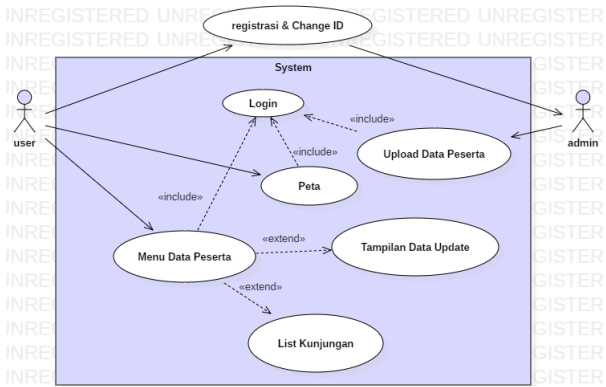 registrasi & Change ID
System
Login
«include»
user
admin
«include»
Upload Data Peserta
Peta
«include»
«extend»
Tampilan Data Update
Menu Data Peserta
«extend»
List Kunjungan
UNREGISTERED